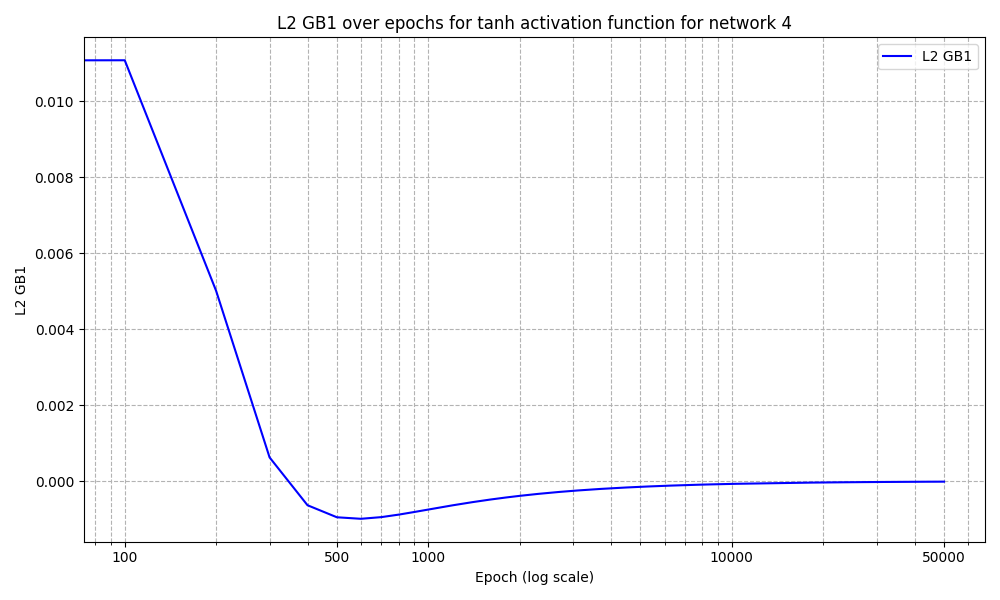 L2 GB1 over epochs for tanh activation function for network 4
L2 GB1
0.010
0.008
0.006
0.004
0.002
0.000
L2 GB1
100
500
1000
10000
50000
Epoch (log scale)